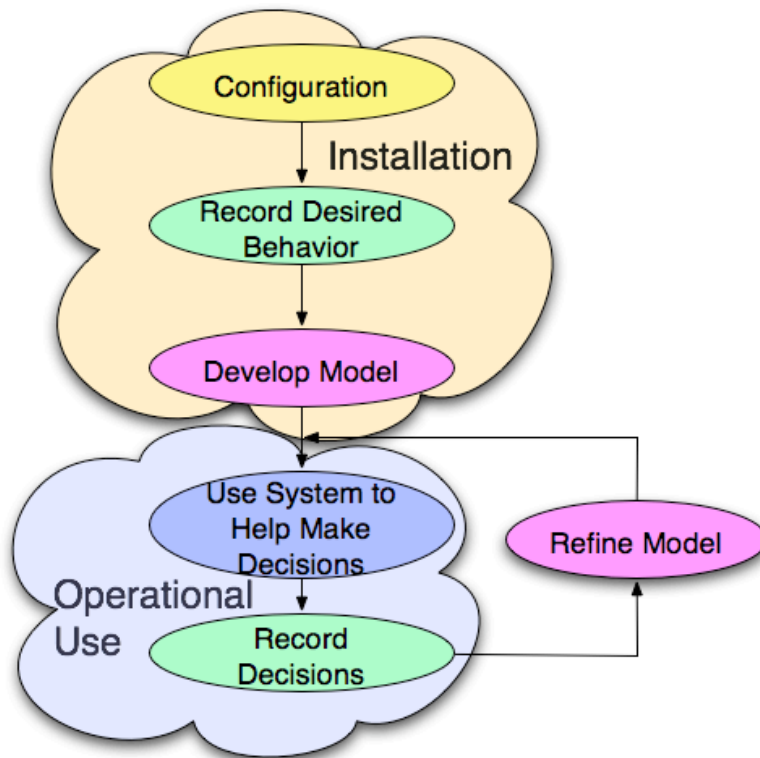 Configuration
Installation
Record Desired
Behavior
Develop Model
Use System to
Help Make
Decisions
Refine Model
Operational
Use
Record
Decisions